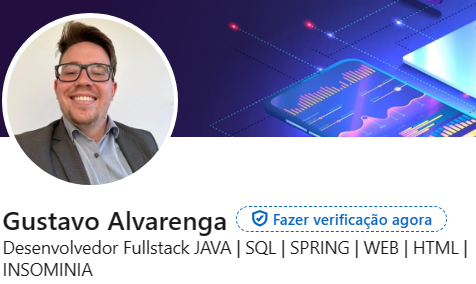 Gustavo Alvarenga Fazer verificação agora
Desenvolvedor Fullstack JAVA | SQL | SPRING | WEB | HTML |
INSOMINIA